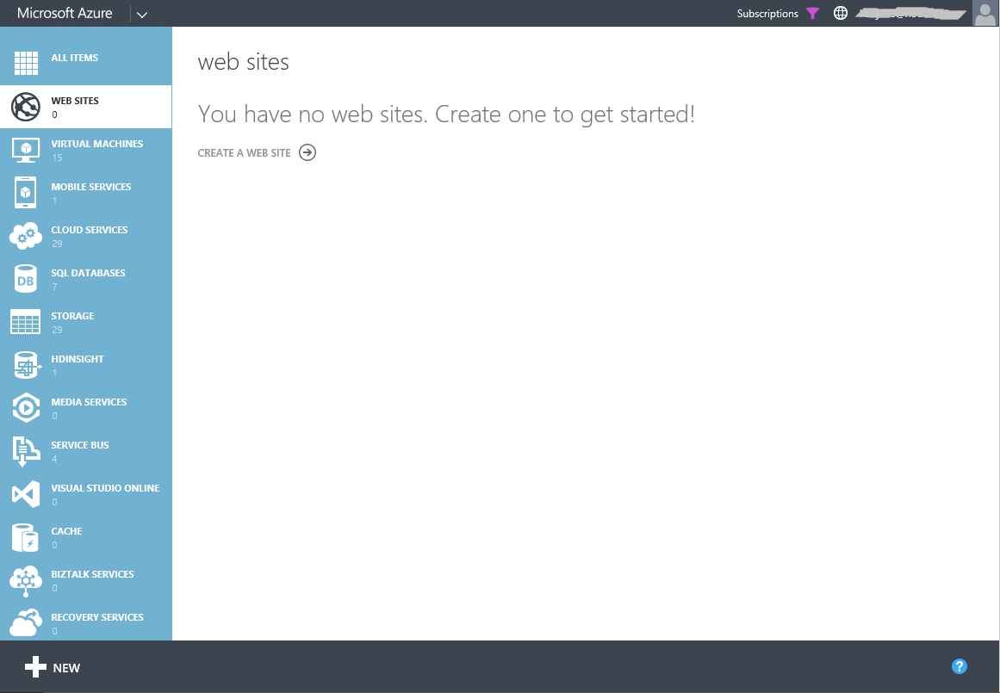 Microsoft Azure
Subscriptions
ALL ITEMS
WEB SITES
0
VIRTUAL MACHINES
15
MOBILE SERVICES
1
CLOUD SERVICES
29
SQL DATABASES
DB
7
STORAGE
29
HDINSIGHT
1
MEDIA SERVICES
0
SERVICE BUS
4
VISUAL STUDIO ONLINE
0
CACHE
0
BIZTALK SERVICES
0
RECOVERY SERVICES
0
web sites
You have no web sites. Create one to get started!
CREATE A WEB SITE
NEW
?